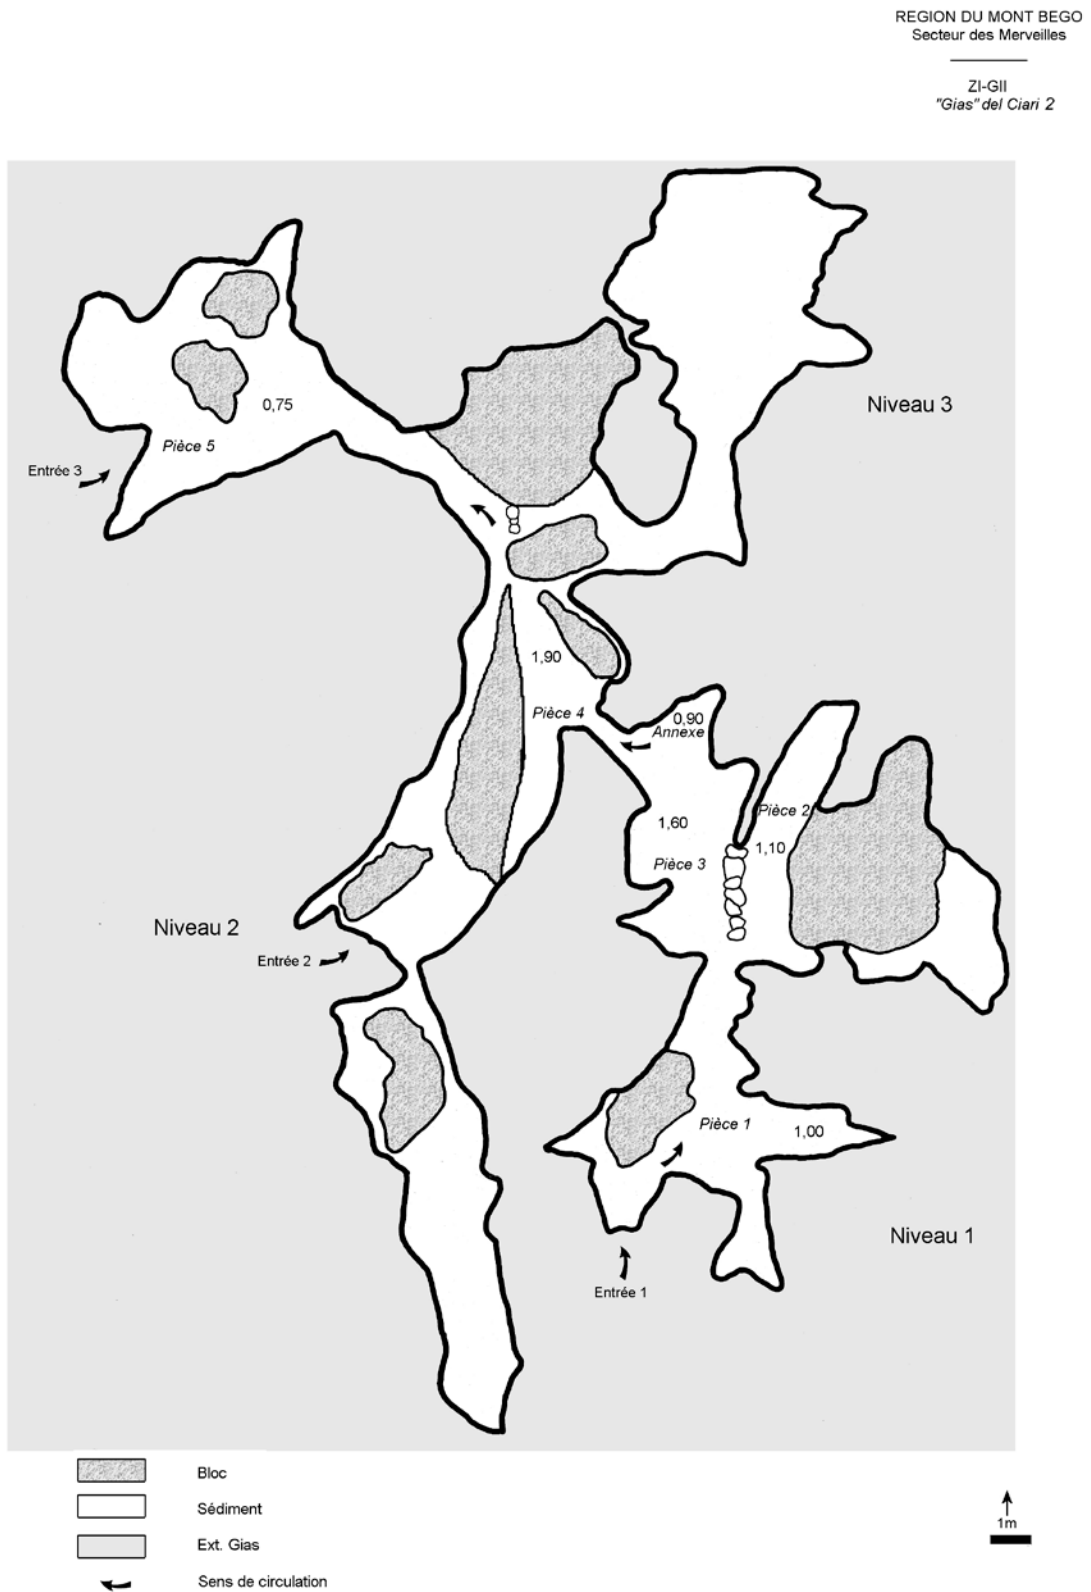 REGION DU MONT BEGO
Secteur des Merveilles
ZI-GII
"Gias" del Ciari 2
Niveau 3
0,75
Pièce 5
Entrée 3
1,90
Pièce 4
0,90
Annexe
Pièce 2
1,60
1,10
Pièce 3
Niveau 2
Entrée 2
Pièce 1
1,00
Niveau 1
Entrée 1
Bloc
Sédiment
Ext. Gias
Sens de circulation
1m